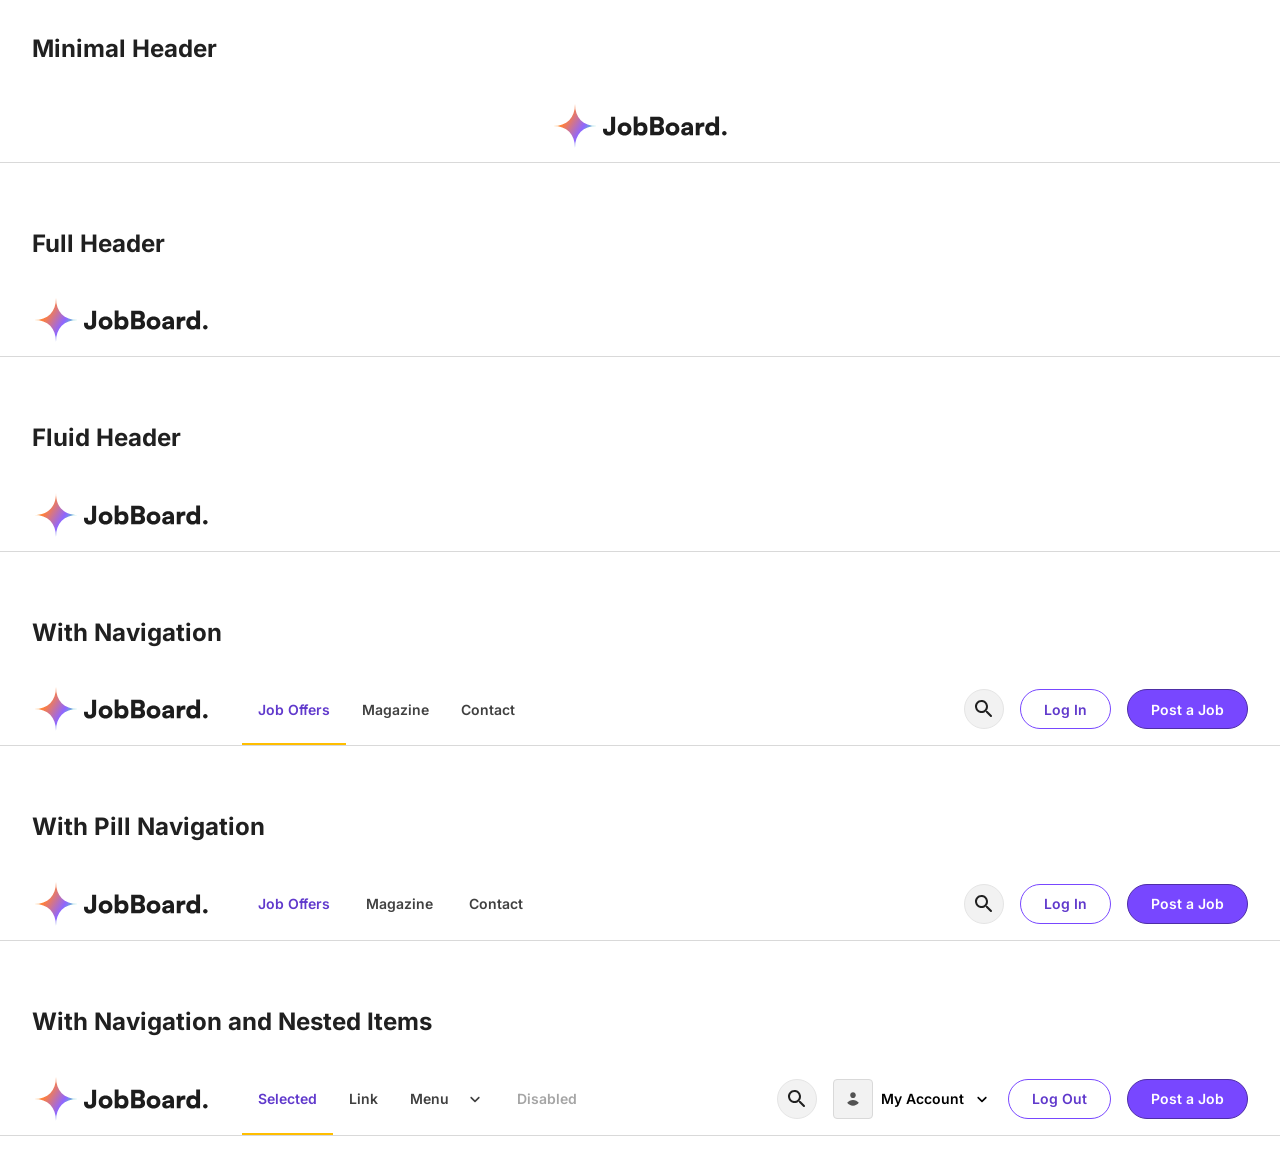 Minimal Header
JobBoard.
Full Header
JobBoard.
Fluid Header
JobBoard.
With Navigation
JobBoard. Job Offers Magazine Contact Log In Post a Job
With Pill Navigation
JobBoard. Job Offers Magazine Contact Log In Post a Job
With Navigation and Nested Items
JobBoard. Selected Link Menu Disabled My Account Log Out Post a Job